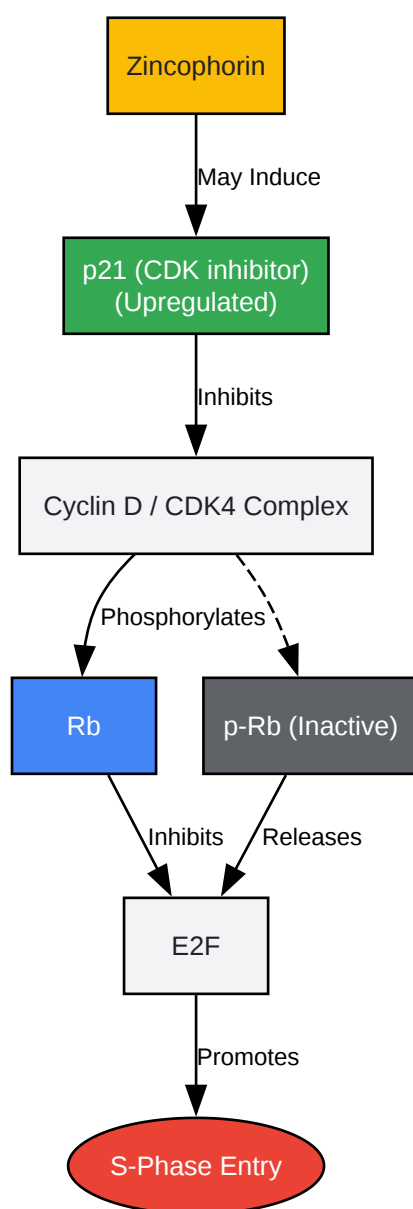 Zincophorin
May Induce
p21 (CDK inhibitor)
(Upregulated)
Inhibits
Cyclin D / CDK4 Complex
Phosphorylates
Rb
p-Rb (Inactive)
Inhibits
Releases
E2F
Promotes
S-Phase Entry